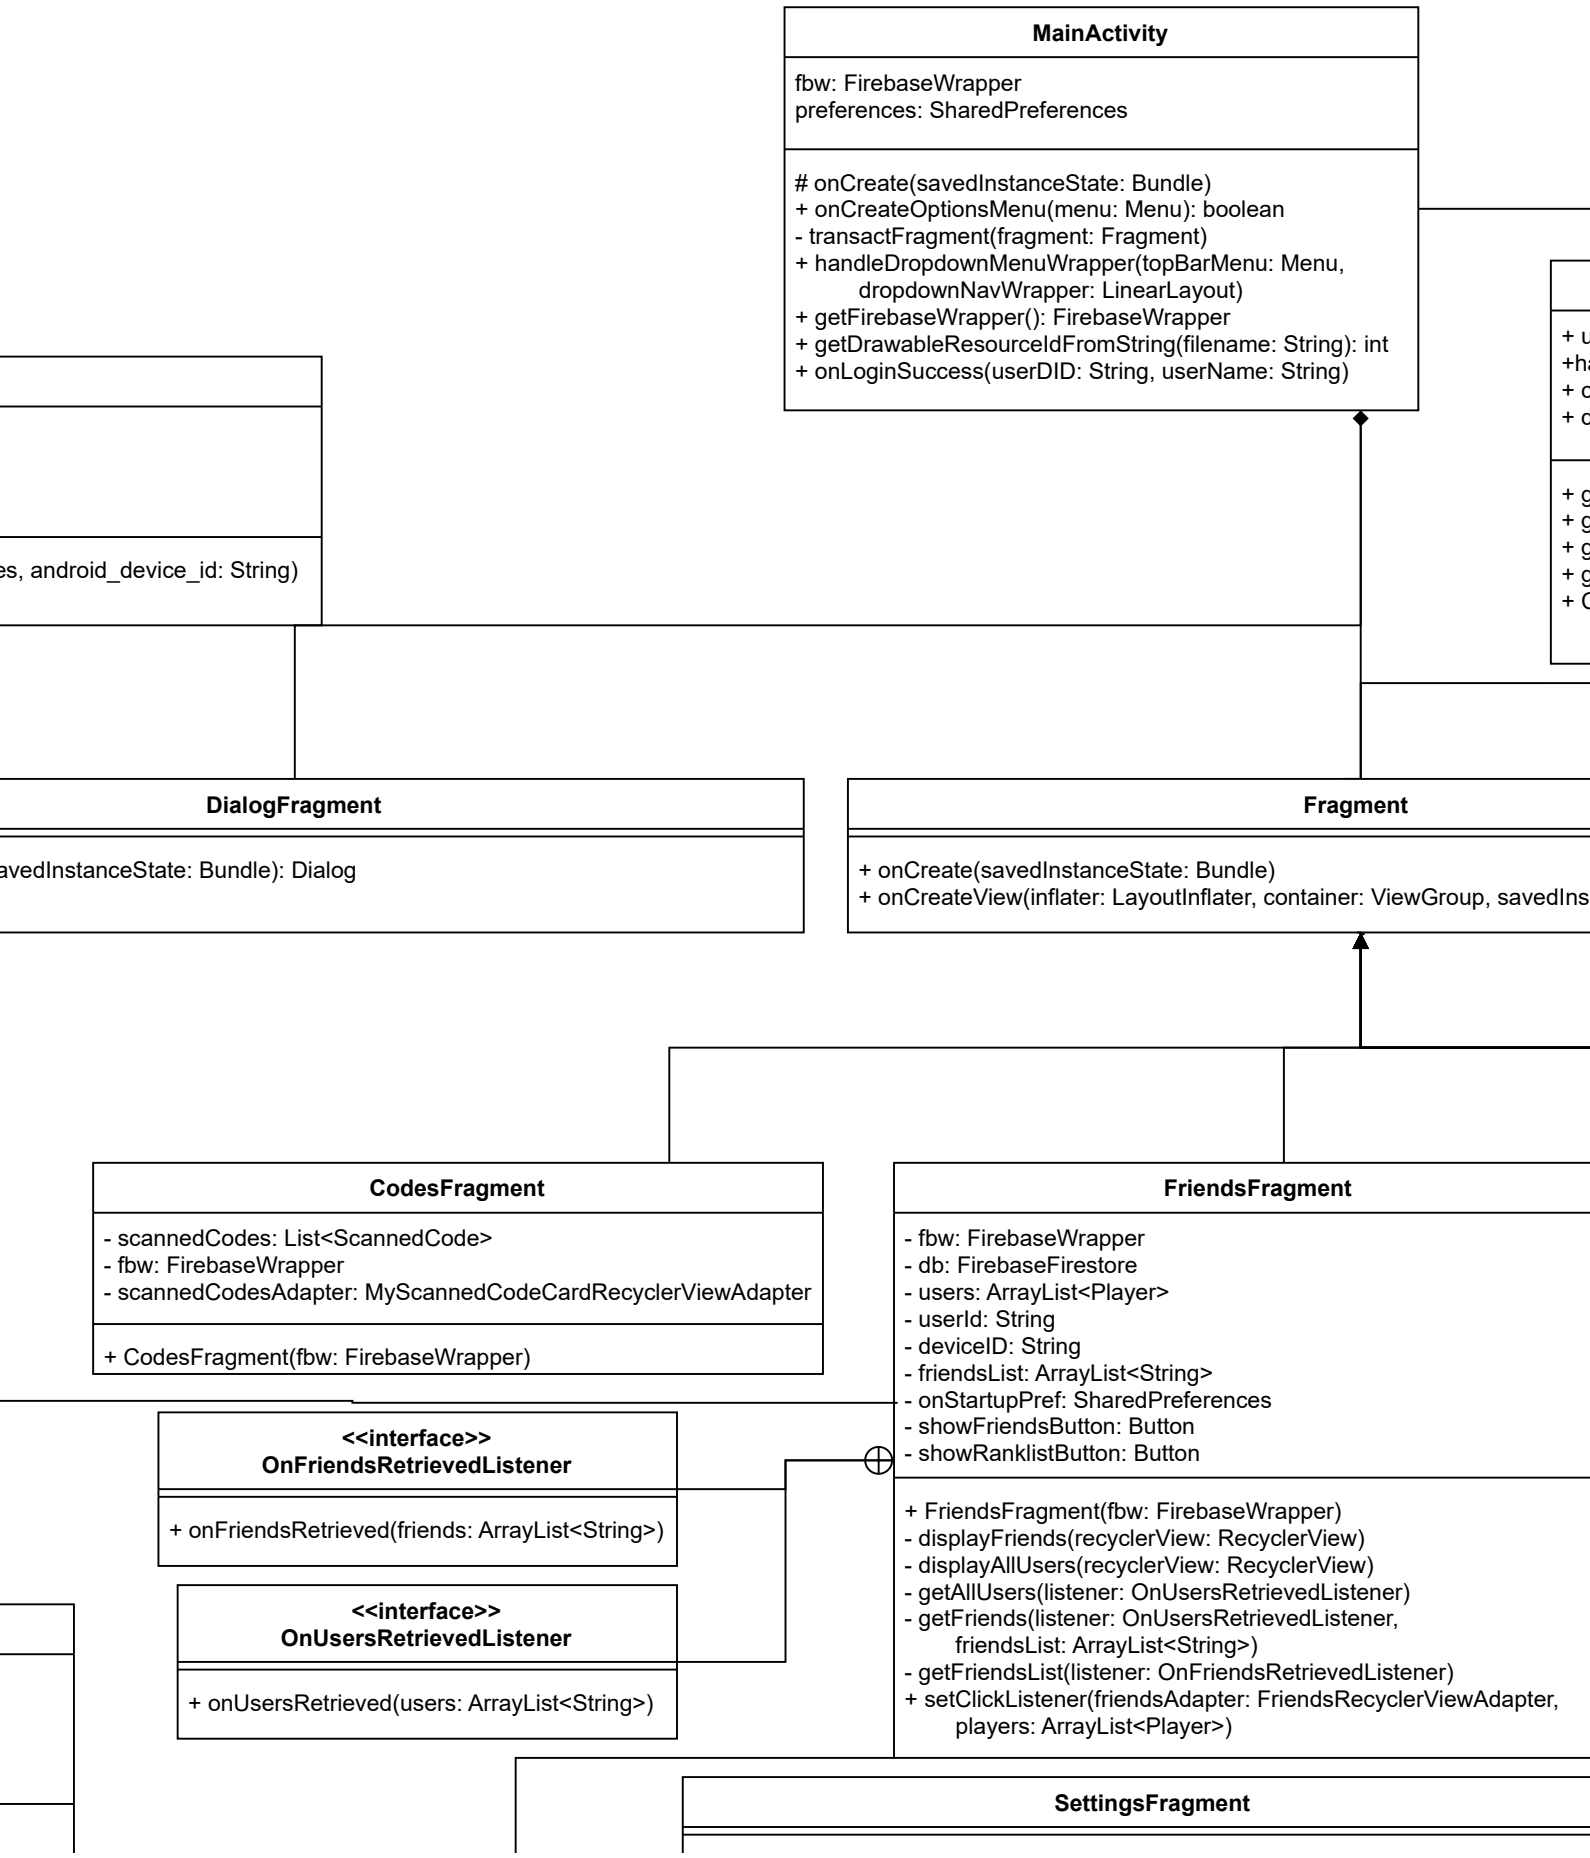 MainActivity
fbw: FirebaseWrapper
preferences: SharedPreferences
# onCreate(savedInstanceState: Bundle)
+ onCreateOptionsMenu(menu: Menu): boolean
- transactFragment(fragment: Fragment)
+ handleDropdownMenuWrapper(topBarMenu: Menu,
dropdownNavWrapper: LinearLayout)
+ getFirebaseWrapper(): FirebaseWrapper
+ getDrawableResourceIdFromString(filename: String): int
+ onLoginSuccess(userDID: String, userName: String)
+ u
+ha
+ o
+ d
+ g
+ g
+ g
+ g
es, android_device_id: String)
DialogFragment
avedInstanceState: Bundle): Dialog
Fragment
+ onCreate(savedInstanceState: Bundle)
+ onCreateView(inflater: LayoutInflater, container: ViewGroup, savedIns
CodesFragment
- scannedCodes: List<ScannedCode>
- fbw: FirebaseWrapper
- scannedCodesAdapter: MyScannedCodeCardRecyclerViewAdapter
+ CodesFragment(fbw: FirebaseWrapper)
FriendsFragment
- fbw: FirebaseWrapper
- db: FirebaseFirestore
- users: ArrayList<Player>
- userId: String
- deviceID: String
- friendsList: ArrayList<String>
- onStartupPref: SharedPreferences
- showFriendsButton: Button
- showRanklistButton: Button
+ FriendsFragment(fbw: FirebaseWrapper)
- displayFriends(recyclerView: RecyclerView)
- displayAllUsers(recyclerView: RecyclerView)
- getAllUsers(listener: OnUsersRetrievedListener)
- getFriends(listener: OnUsersRetrievedListener,
friendsList: ArrayList<String>)
- getFriendsList(listener: OnFriendsRetrievedListener)
+ setClickListener(friendsAdapter: FriendsRecyclerViewAdapter,
players: ArrayList<Player>)
<<interface>>
OnFriendsRetrievedListener
+ onFriendsRetrieved(friends: ArrayList<String>)
<<interface>>
OnUsersRetrievedListener
+ onUsersRetrieved(users: ArrayList<String>)
SettingsFragment